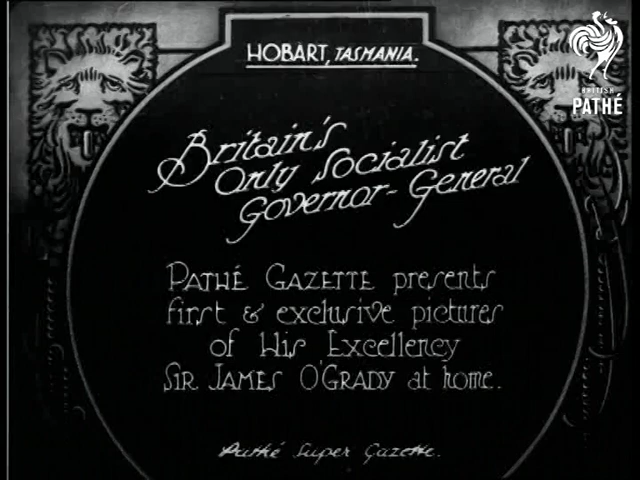 HOBART, TASMANIA.
BRITISH
PATHÉ
Britain's
Only Socialist
Governor-General
PATHÉ GAZETTE presents
first & exclusive pictures
of His Excellency
SIR JAMES O'GRADY at home.
Pathé Super Gazette.